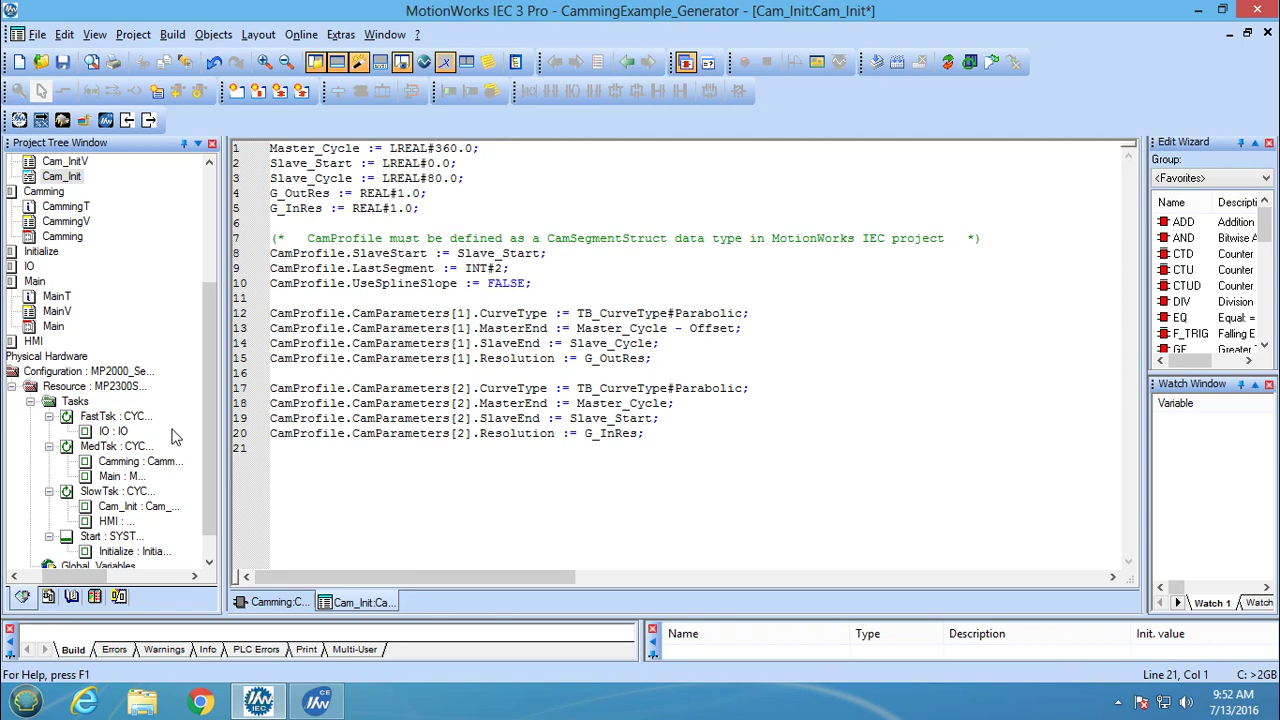 MotionWorks IEC 3 Pro - CammingExample_Generator - [Cam_Init:Cam_Init*]
File Edit View Project Build Objects Layout Online Extras Window ?
Project Tree Window
Cam_InitV
Cam_Init
Camming
CammingT
CammingV
Camming
Initialize
IO
Main
MainT
MainV
Main
HMI
Physical Hardware
Configuration : MP2000_Se...
Resource : MP2300S...
Tasks
FastTsk : CYC...
IO : IO
MedTsk : CYC...
Camming : Camm...
Main : M...
SlowTsk : CYC...
Cam_Init : Cam_...
HMI : ...
Start : SYST...
Initialize : Initia...
Global_Variables
1 Master_Cycle := LREAL#360.0;
2 Slave_Start := LREAL#0.0;
3 Slave_Cycle := LREAL#80.0;
4 G_OutRes := REAL#1.0;
5 G_InRes := REAL#1.0;
6
7 (* CamProfile must be defined as a CamSegmentStruct data type in MotionWorks IEC project *)
8 CamProfile.SlaveStart := Slave_Start;
9 CamProfile.LastSegment := INT#2;
10 CamProfile.UseSplineSlope := FALSE;
11
12 CamProfile.CamParameters[1].CurveType := TB_CurveType#Parabolic;
13 CamProfile.CamParameters[1].MasterEnd := Master_Cycle - Offset;
14 CamProfile.CamParameters[1].SlaveEnd := Slave_Cycle;
15 CamProfile.CamParameters[1].Resolution := G_OutRes;
16
17 CamProfile.CamParameters[2].CurveType := TB_CurveType#Parabolic;
18 CamProfile.CamParameters[2].MasterEnd := Master_Cycle;
19 CamProfile.CamParameters[2].SlaveEnd := Slave_Start;
20 CamProfile.CamParameters[2].Resolution := G_InRes;
21
Camming:C... Cam_Init:Ca...
Edit Wizard
Group:
<Favorites>
Name Descripti
ADD Addition
AND Bitwise A
CTD Counter
CTU Counter
CTUD Counter
DIV Division
EQ Equal: =
F_TRIG Falling E
GE Greater
Watch Window
Variable
Watch 1 Watch
Build Errors Warnings Info PLC Errors Print Multi-User
Name Type Description Init. value
For Help, press F1
Line 21, Col 1 C: >2GB
IEC
CE
9:52 AM
7/13/2016